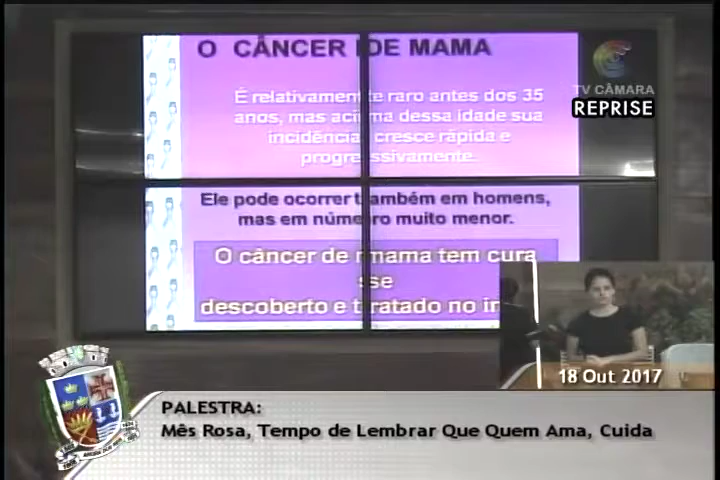 O CÂNCER DE MAMA
É relativamente raro antes dos 35
anos, mas acima dessa idade sua
incidência cresce rápida e
progressivamente.
Ele pode ocorrer também em homens,
mas em número muito menor.
O câncer de mama tem cura
se
descoberto e tratado no
TV CÂMARA
REPRISE
18 Out 2017
PALESTRA:
Mês Rosa, Tempo de Lembrar Que Quem Ama, Cuida